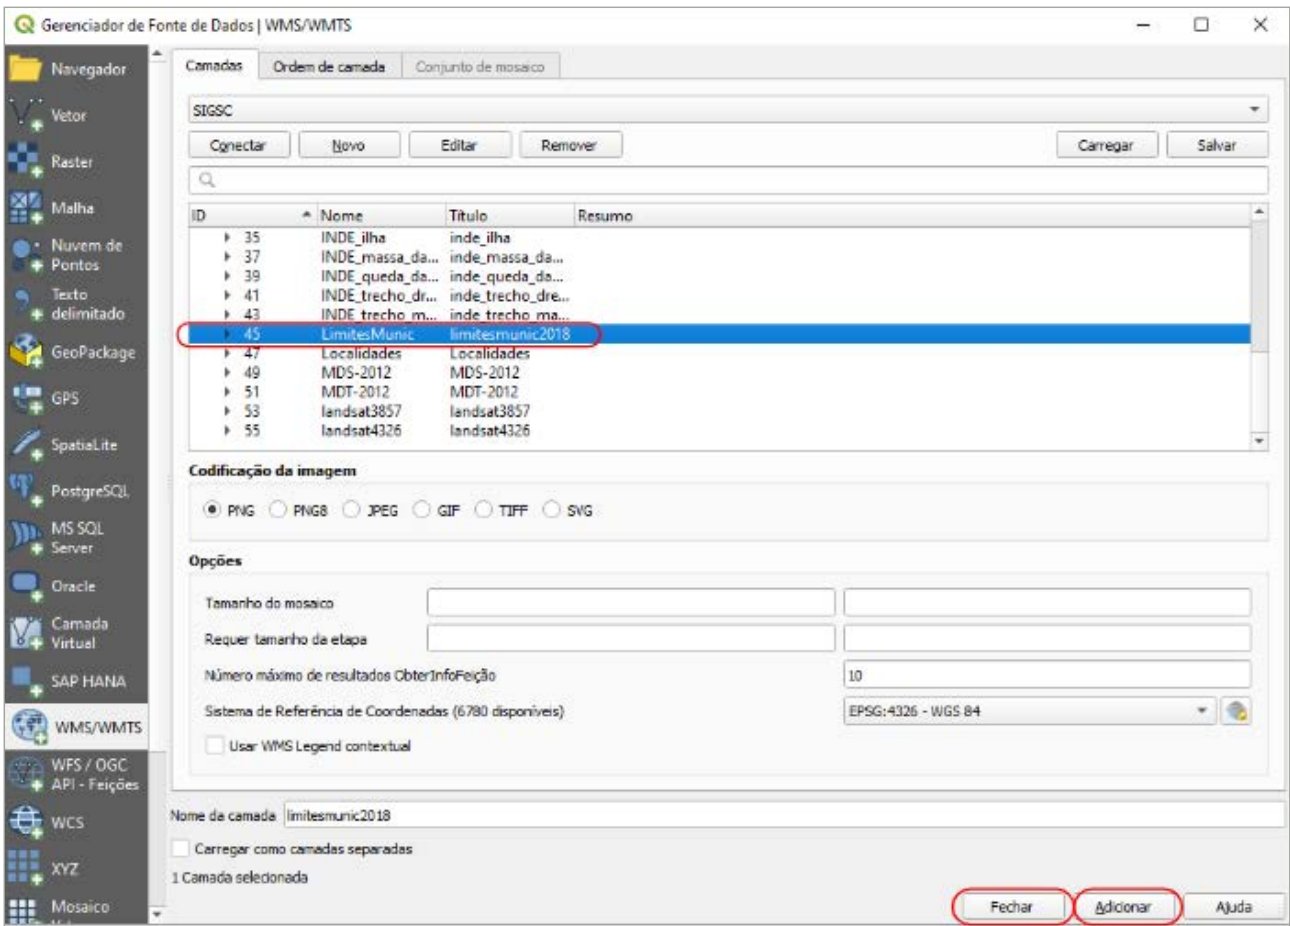 Gerenciador de Fonte de Dados | WMS/WMTS
Navegador
Vetor
Raster
Malha
Nuvem de
Pontos
Texto
delimitado
GeoPackage
GPS
SpatiaLite
PostgreSQL
MS SQL
Server
Oracle
Camada
Virtual
SAP HANA
WMS/WMTS
WFS / OGC
API - Feições
WCS
XYZ
Mosaico
Camadas Ordem de camada Conjunto de mosaico
SIGSC
Conectar Novo Editar Remover Carregar Salvar
ID Nome Título Resumo
35 INDE_ilha inde_ilha
37 INDE_massa_da... inde_massa_da...
39 INDE_queda_da... inde_queda_da...
41 INDE_trecho_dr... inde_trecho_dre...
43 INDE_trecho_m... inde_trecho_ma...
45 LimitesMunic limitesmunic2018
47 Localidades Localidades
49 MDS-2012 MDS-2012
51 MDT-2012 MDT-2012
53 landsat3857 landsat3857
55 landsat4326 landsat4326
Codificação da imagem
PNG PNG8 JPEG GIF TIFF SVG
Opções
Tamanho do mosaico
Requer tamanho da etapa
Número máximo de resultados ObterInfoFeição 10
Sistema de Referência de Coordenadas (6780 disponíveis) EPSG:4326 - WGS 84
Usar WMS Legend contextual
Nome da camada limitesmunic2018
Carregar como camadas separadas
1 Camada selecionada
Fechar Adicionar Ajuda